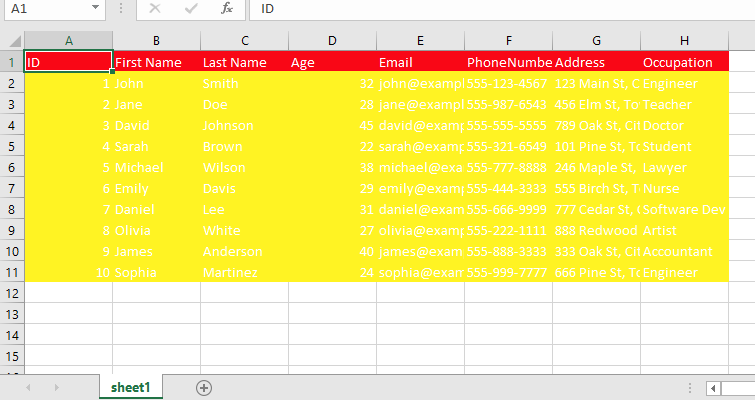 A1 fx ID
A B C D E F G H
1 ID First Name Last Name Age Email PhoneNumbe Address Occupation
2 1 John Smith 32 john@exampl 555-123-4567 123 Main St, C Engineer
3 2 Jane Doe 28 jane@exampl 555-987-6543 456 Elm St, To Teacher
4 3 David Johnson 45 david@examp 555-555-5555 789 Oak St, Cit Doctor
5 4 Sarah Brown 22 sarah@examp 555-321-6549 101 Pine St, To Student
6 5 Michael Wilson 38 michael@exa 555-777-8888 246 Maple St, Lawyer
7 6 Emily Davis 29 emily@examp 555-444-3333 555 Birch St, T Nurse
8 7 Daniel Lee 31 daniel@exam 555-666-9999 777 Cedar St, Software Dev
9 8 Olivia White 27 olivia@examp 555-222-1111 888 Redwood Artist
10 9 James Anderson 40 james@exam 555-888-3333 333 Oak St, Cit Accountant
11 10 Sophia Martinez 24 sophia@exam 555-999-7777 666 Pine St, To Engineer
12
13
14
15
sheet1